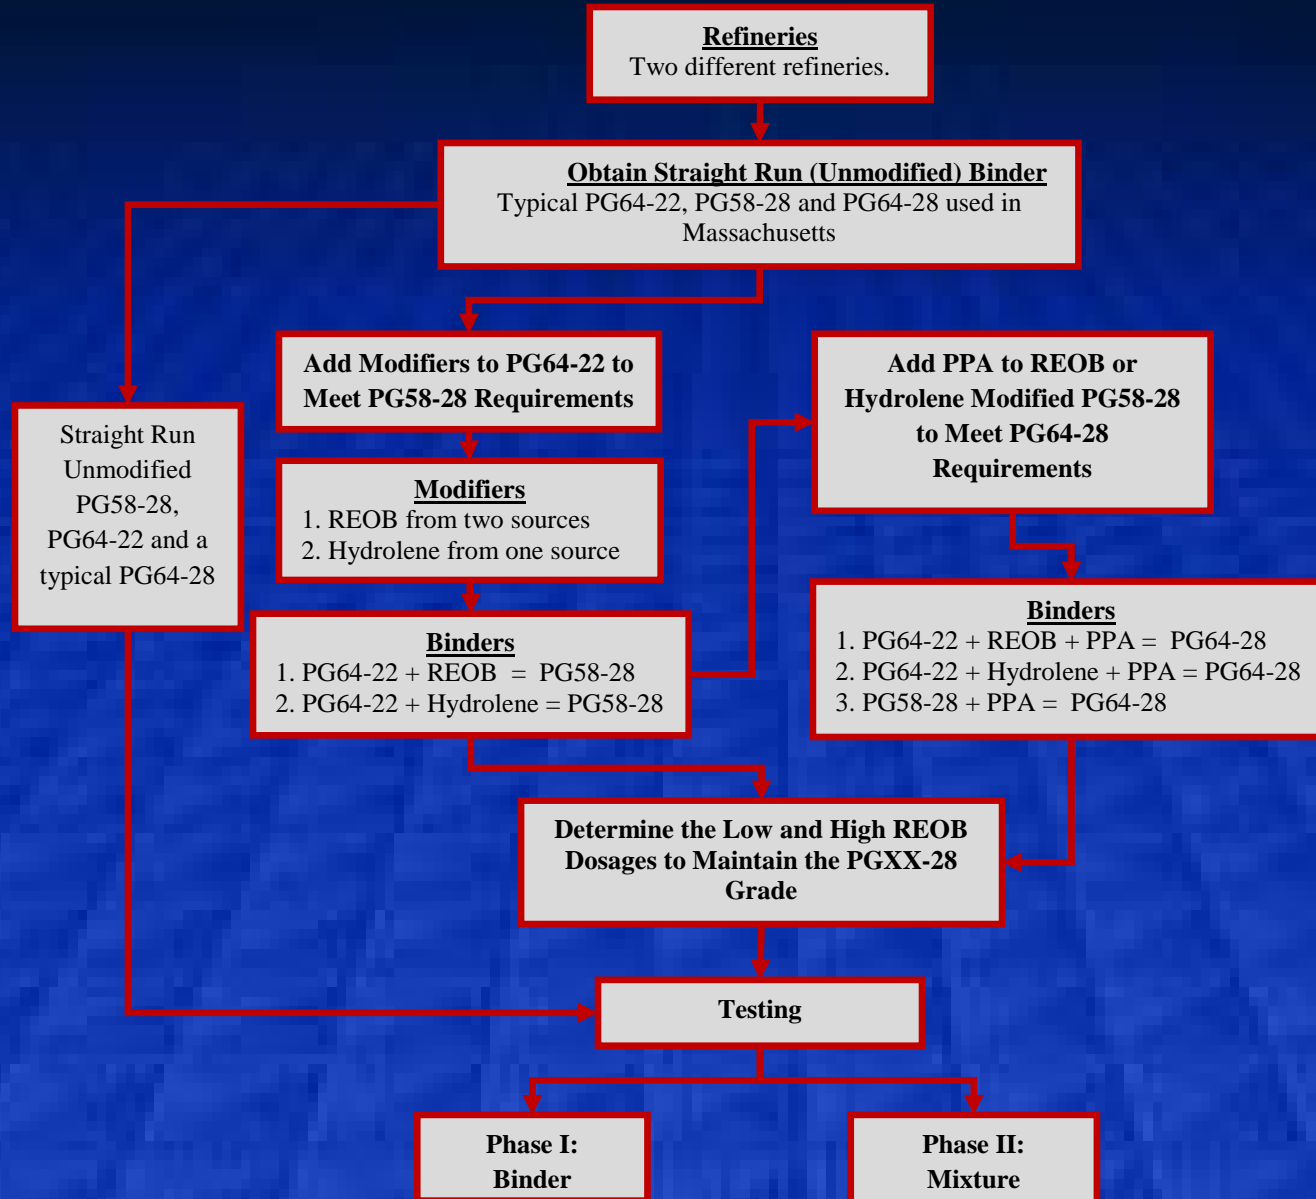 Refineries
Two different refineries.
Obtain Straight Run (Unmodified) Binder
Typical PG64-22, PG58-28 and PG64-28 used in
Massachusetts
Add Modifiers to PG64-22 to
Meet PG58-28 Requirements
Add PPA to REOB or
Hydrolene Modified PG58-28
to Meet PG64-28
Requirements
Straight Run
Unmodified
PG58-28,
PG64-22 and a
typical PG64-28
Modifiers
1. REOB from two sources
2. Hydrolene from one source
Binders
1. PG64-22 + REOB = PG58-28
2. PG64-22 + Hydrolene = PG58-28
Binders
1. PG64-22 + REOB + PPA = PG64-28
2. PG64-22 + Hydrolene + PPA = PG64-28
3. PG58-28 + PPA = PG64-28
Determine the Low and High REOB
Dosages to Maintain the PGXX-28
Grade
Testing
Phase I:
Binder
Phase II:
Mixture